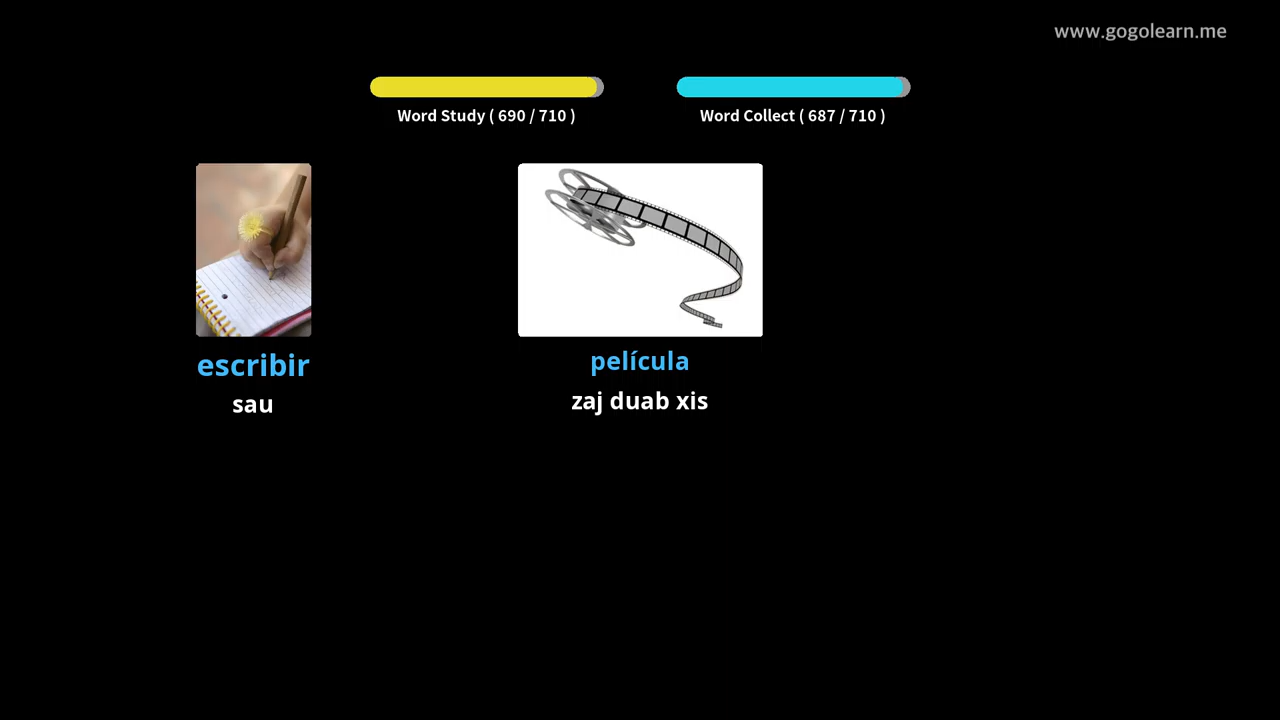 www.gogolearn.me
Word Study ( 690 / 710 )
Word Collect ( 687 / 710 )
escribir
sau
película
zaj duab xis